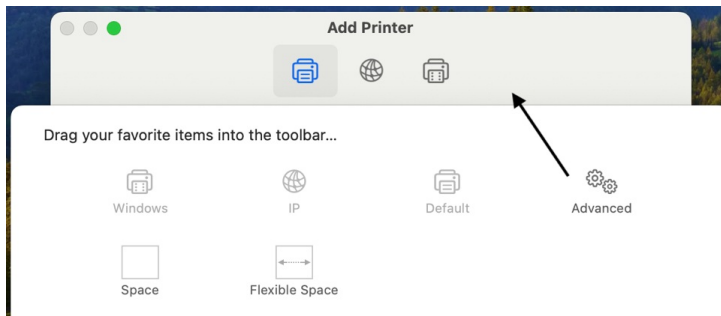 Add Printer
Drag your favorite items into the toolbar...
Windows
IP
Default
Advanced
Space
Flexible Space